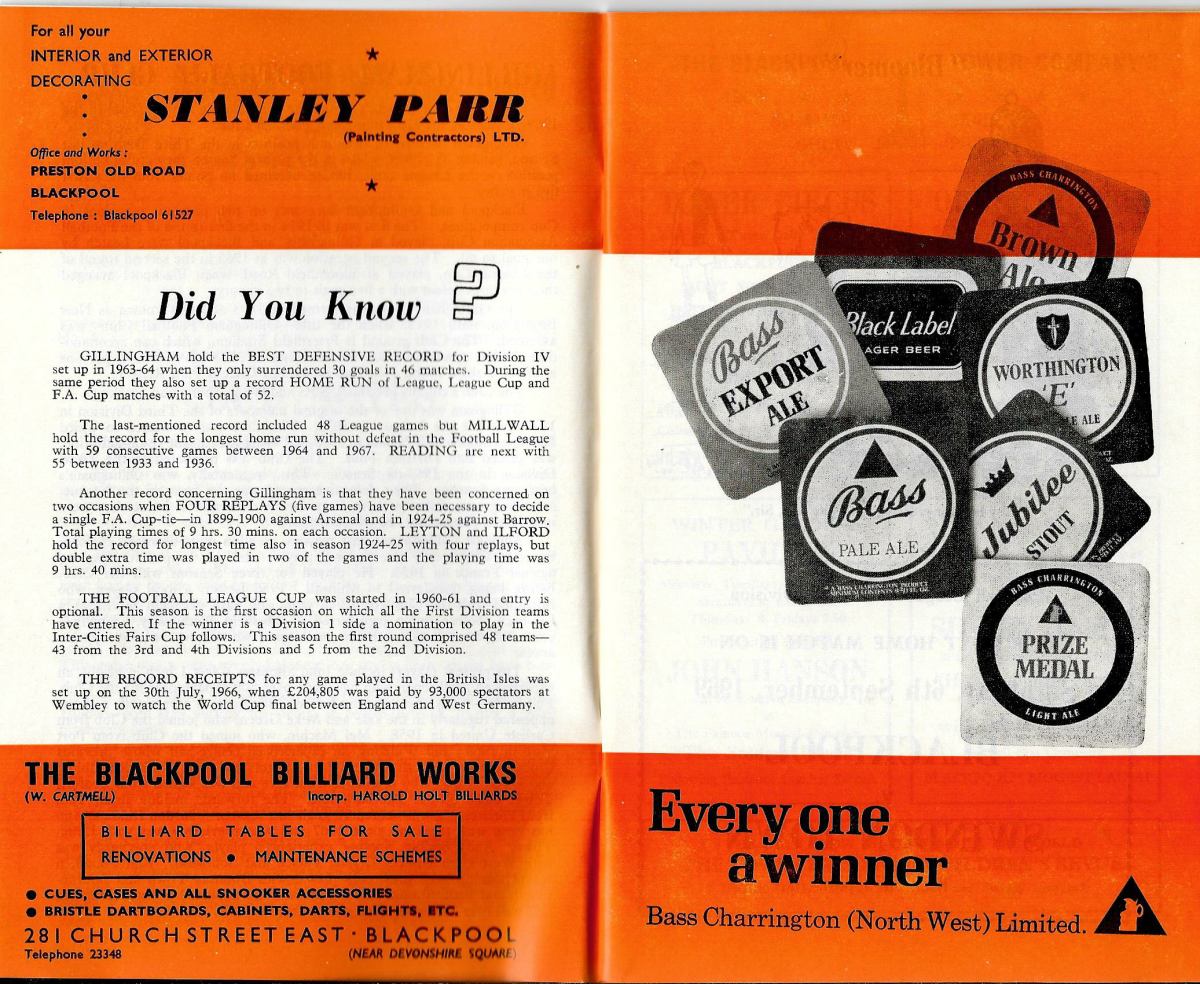 For all your
INTERIOR and EXTERIOR
DECORATING
STANLEY PARR
(Painting Contractors) LTD.
Office and Works :
PRESTON OLD ROAD
BLACKPOOL
Telephone : Blackpool 61527
Did You Know ?
GILLINGHAM hold the BEST DEFENSIVE RECORD for Division IV
set up in 1963-64 when they only surrendered 30 goals in 46 matches. During the
same period they also set up a record HOME RUN of League, League Cup and
F.A. Cup matches with a total of 52.
The last-mentioned record included 48 League games but MILLWALL
hold the record for the longest home run without defeat in the Football League
with 59 consecutive games between 1964 and 1967. READING are next with
55 between 1933 and 1936.
Another record concerning Gillingham is that they have been concerned on
two occasions when FOUR REPLAYS (five games) have been necessary to decide
a single F.A. Cup-tie—in 1899-1900 against Arsenal and in 1924-25 against Barrow.
Total playing times of 9 hrs. 30 mins. on each occasion. LEYTON and ILFORD
hold the record for longest time also in season 1924-25 with four replays, but
double extra time was played in two of the games and the playing time was
9 hrs. 40 mins.
THE FOOTBALL LEAGUE CUP was started in 1960-61 and entry is
optional. This season is the first occasion on which all the First Division teams
have entered. If the winner is a Division 1 side a nomination to play in the
Inter-Cities Fairs Cup follows. This season the first round comprised 48 teams—
43 from the 3rd and 4th Divisions and 5 from the 2nd Division.
THE RECORD RECEIPTS for any game played in the British Isles was
set up on the 30th July, 1966, when £204,805 was paid by 93,000 spectators at
Wembley to watch the World Cup final between England and West Germany.
THE BLACKPOOL BILLIARD WORKS
(W. CARTMELL) Incorp. HAROLD HOLT BILLIARDS
BILLIARD TABLES FOR SALE
RENOVATIONS ● MAINTENANCE SCHEMES
● CUES, CASES AND ALL SNOOKER ACCESSORIES
● BRISTLE DARTBOARDS, CABINETS, DARTS, FLIGHTS, ETC.
281 CHURCH STREET EAST · BLACKPOOL
Telephone 23348 (NEAR DEVONSHIRE SQUARE)
BASS CHARRINGTON
Brown
Ale
Black Label
LAGER BEER
Bass
EXPORT
ALE
WORTHINGTON
'E'
ALE
Bass
PALE ALE
A BASS CHARRINGTON PRODUCT
Jubilee
STOUT
BASS CHARRINGTON
PRIZE
MEDAL
LIGHT ALE
Every one
a winner
Bass Charrington (North West) Limited.